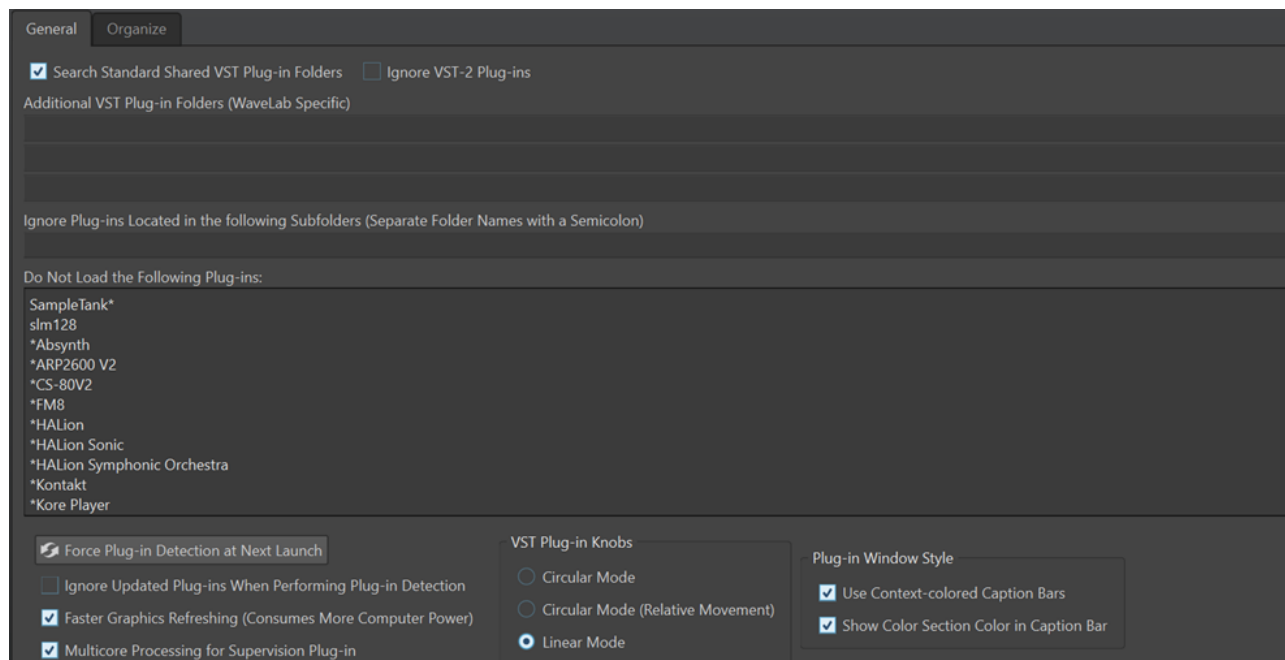 General Organize
Search Standard Shared VST Plug-in Folders Ignore VST-2 Plug-ins
Additional VST Plug-in Folders (WaveLab Specific)
Ignore Plug-ins Located in the following Subfolders (Separate Folder Names with a Semicolon)
Do Not Load the Following Plug-ins:
SampleTank*
slm128
*Absynth
*ARP2600 V2
*CS-80V2
*FM8
*HALion
*HALion Sonic
*HALion Symphonic Orchestra
*Kontakt
*Kore Player
Force Plug-in Detection at Next Launch
Ignore Updated Plug-ins When Performing Plug-in Detection
Faster Graphics Refreshing (Consumes More Computer Power)
Multicore Processing for Supervision Plug-in
VST Plug-in Knobs
Circular Mode
Circular Mode (Relative Movement)
Linear Mode
Plug-in Window Style
Use Context-colored Caption Bars
Show Color Section Color in Caption Bar